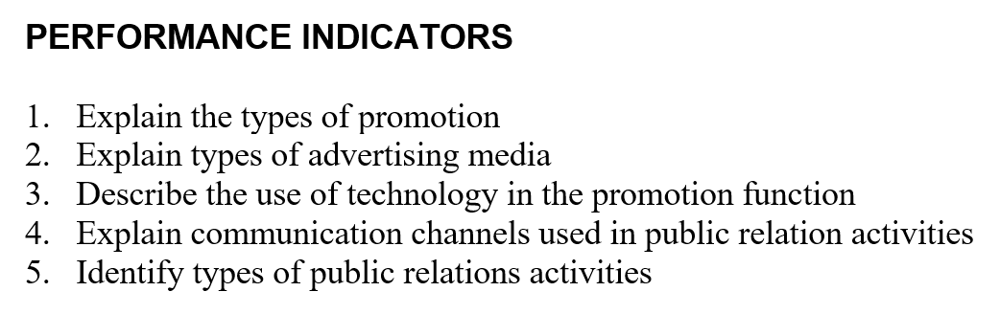 PERFORMANCE INDICATORS
1. Explain the types of promotion
2. Explain types of advertising media
3. Describe the use of technology in the promotion function
4. Explain communication channels used in public relation activities
5. Identify types of public relations activities